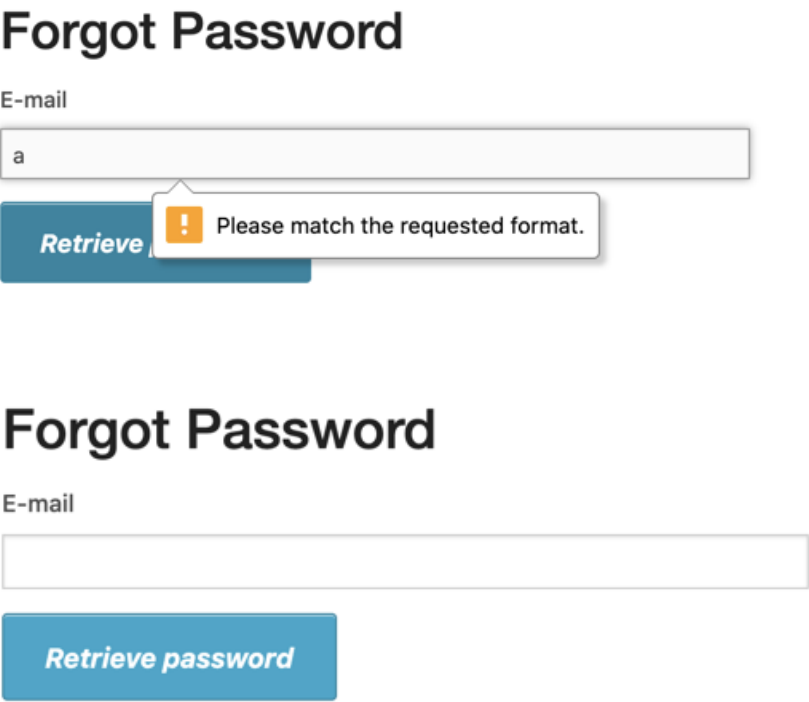 Forgot Password
E-mail
a
! Please match the requested format.
Retrieve
Forgot Password
E-mail
Retrieve password